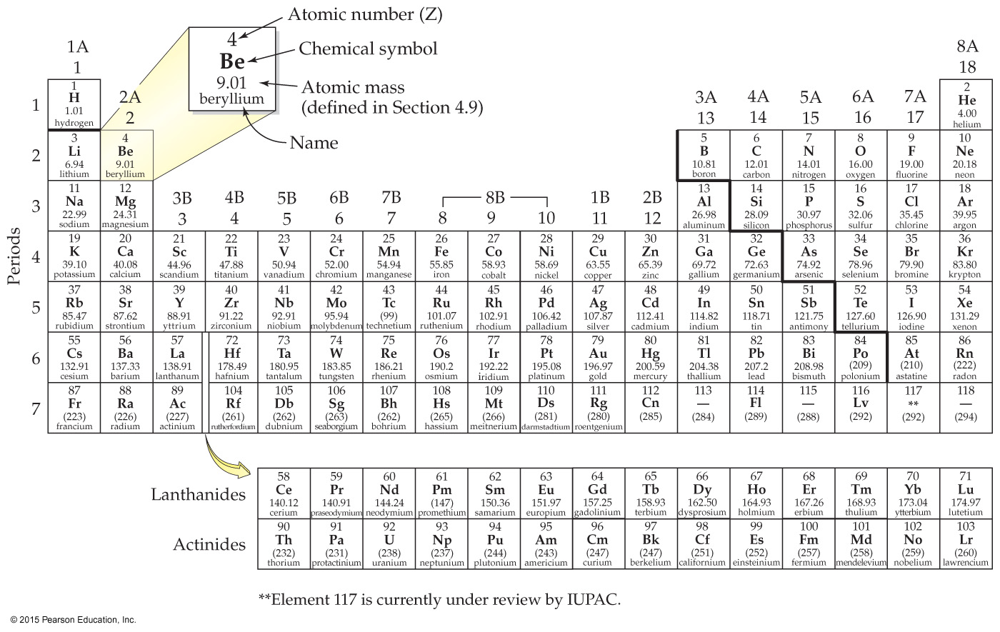 Atomic number (Z)
4
Be
9.01
beryllium
Chemical symbol
Atomic mass
(defined in Section 4.9)
Name
1A 8A
1 18
2A 3A 4A 5A 6A 7A
2 13 14 15 16 17
3B 4B 5B 6B 7B 8B 1B 2B
3 4 5 6 7 8 9 10 11 12
Periods
1
1 2
H He
1.01 4.00
hydrogen helium
2
3 4 5 6 7 8 9 10
Li Be B C N O F Ne
6.94 9.01 10.81 12.01 14.01 16.00 19.00 20.18
lithium beryllium boron carbon nitrogen oxygen fluorine neon
3
11 12 13 14 15 16 17 18
Na Mg Al Si P S Cl Ar
22.99 24.31 26.98 28.09 30.97 32.06 35.45 39.95
sodium magnesium aluminum silicon phosphorus sulfur chlorine argon
4
19 20 21 22 23 24 25 26 27 28 29 30 31 32 33 34 35 36
K Ca Sc Ti V Cr Mn Fe Co Ni Cu Zn Ga Ge As Se Br Kr
39.10 40.08 44.96 47.88 50.94 52.00 54.94 55.85 58.93 58.69 63.55 65.39 69.72 72.63 74.92 78.96 79.90 83.80
potassium calcium scandium titanium vanadium chromium manganese iron cobalt nickel copper zinc gallium germanium arsenic selenium bromine krypton
5
37 38 39 40 41 42 43 44 45 46 47 48 49 50 51 52 53 54
Rb Sr Y Zr Nb Mo Tc Ru Rh Pd Ag Cd In Sn Sb Te I Xe
85.47 87.62 88.91 91.22 92.91 95.94 (99) 101.07 102.91 106.42 107.87 112.41 114.82 118.71 121.75 127.60 126.90 131.29
rubidium strontium yttrium zirconium niobium molybdenum technetium ruthenium rhodium palladium silver cadmium indium tin antimony tellurium iodine xenon
6
55 56 57 72 73 74 75 76 77 78 79 80 81 82 83 84 85 86
Cs Ba La Hf Ta W Re Os Ir Pt Au Hg Tl Pb Bi Po At Rn
132.91 137.33 138.91 178.49 180.95 183.85 186.21 190.2 192.22 195.08 196.97 200.59 204.38 207.2 208.98 (209) (210) (222)
cesium barium lanthanum hafnium tantalum tungsten rhenium osmium iridium platinum gold mercury thallium lead bismuth polonium astatine radon
7
87 88 89 104 105 106 107 108 109 110 111 112 113 114 115 116 117 118
Fr Ra Ac Rf Db Sg Bh Hs Mt Ds Rg Cn — Fl — Lv ** —
(223) (226) (227) (261) (262) (263) (262) (265) (266) (281) (280) (285) (284) (289) (288) (292) (292) (294)
francium radium actinium rutherfordium dubnium seaborgium bohrium hassium meitnerium darmstadtium roentgenium
Lanthanides
58 59 60 61 62 63 64 65 66 67 68 69 70 71
Ce Pr Nd Pm Sm Eu Gd Tb Dy Ho Er Tm Yb Lu
140.12 140.91 144.24 (147) 150.36 151.97 157.25 158.93 162.50 164.93 167.26 168.93 173.04 174.97
cerium praseodymium neodymium promethium samarium europium gadolinium terbium dysprosium holmium erbium thulium ytterbium lutetium
Actinides
90 91 92 93 94 95 96 97 98 99 100 101 102 103
Th Pa U Np Pu Am Cm Bk Cf Es Fm Md No Lr
(232) (231) (238) (237) (244) (243) (247) (247) (251) (252) (257) (258) (259) (260)
thorium protactinium uranium neptunium plutonium americium curium berkelium californium einsteinium fermium mendelevium nobelium lawrencium
**Element 117 is currently under review by IUPAC.
© 2015 Pearson Education, Inc.